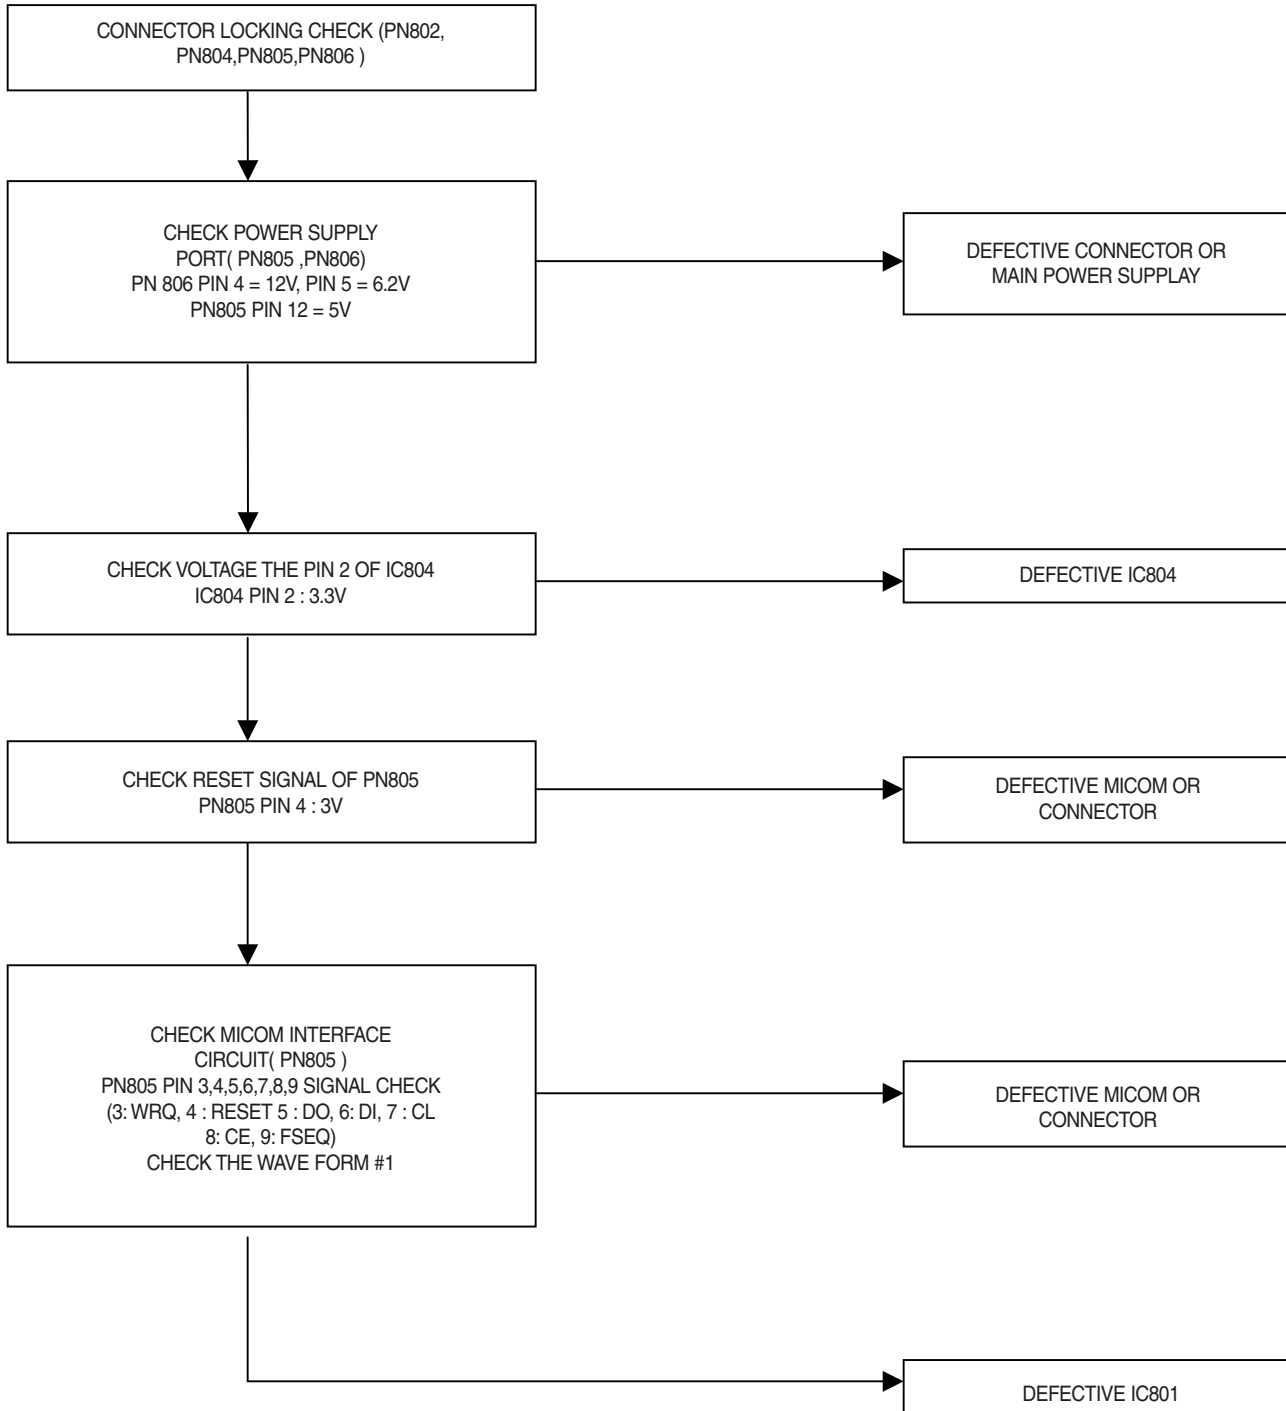 CONNECTOR LOCKING CHECK (PN802,
PN804,PN805,PN806 )
CHECK POWER SUPPLY
PORT( PN805 ,PN806)
PN 806 PIN 4 = 12V, PIN 5 = 6.2V
PN805 PIN 12 = 5V
DEFECTIVE CONNECTOR OR
MAIN POWER SUPPLAY
CHECK VOLTAGE THE PIN 2 OF IC804
IC804 PIN 2 : 3.3V
DEFECTIVE IC804
CHECK RESET SIGNAL OF PN805
PN805 PIN 4 : 3V
DEFECTIVE MICOM OR
CONNECTOR
CHECK MICOM INTERFACE
CIRCUIT( PN805 )
PN805 PIN 3,4,5,6,7,8,9 SIGNAL CHECK
(3: WRQ, 4 : RESET 5 : DO, 6: DI, 7 : CL
8: CE, 9: FSEQ)
CHECK THE WAVE FORM #1
DEFECTIVE MICOM OR
CONNECTOR
DEFECTIVE IC801